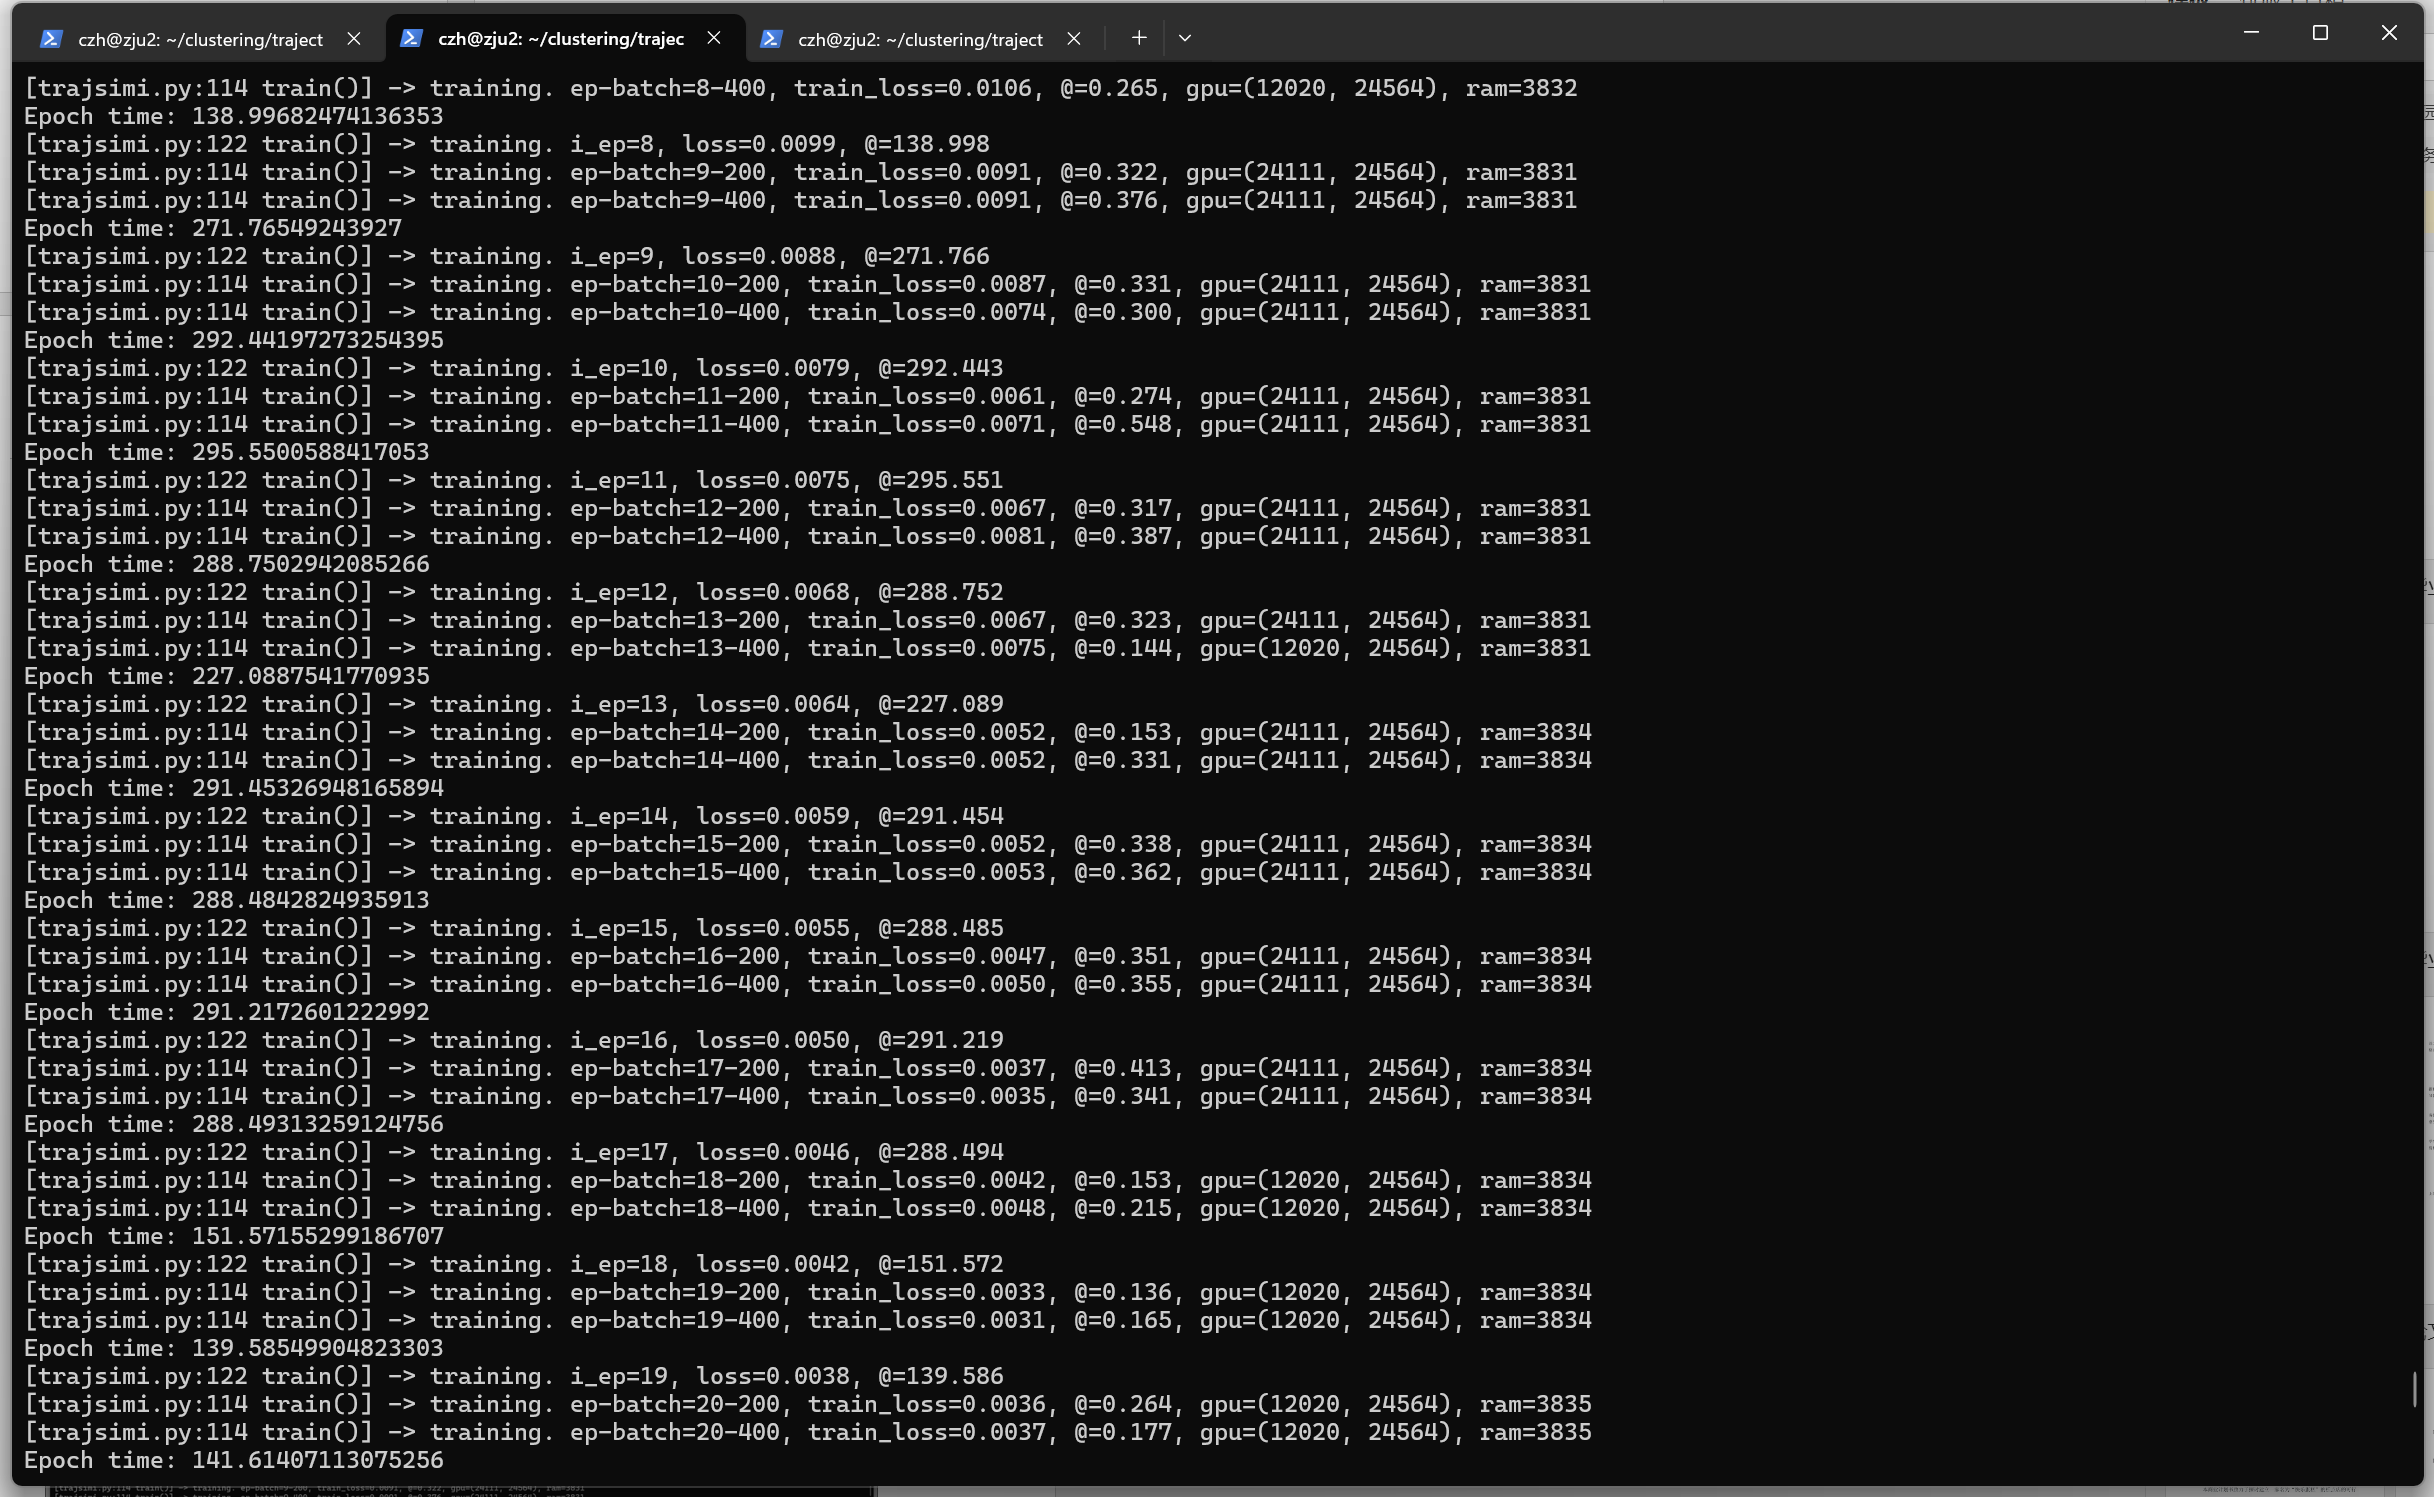 czh@zju2: ~/clustering/traject
czh@zju2: ~/clustering/trajec
czh@zju2: ~/clustering/traject
[trajsimi.py:114 train()] -> training. ep-batch=8-400, train_loss=0.0106, @=0.265, gpu=(12020, 24564), ram=3832
Epoch time: 138.99682474136353
[trajsimi.py:122 train()] -> training. i_ep=8, loss=0.0099, @=138.998
[trajsimi.py:114 train()] -> training. ep-batch=9-200, train_loss=0.0091, @=0.322, gpu=(24111, 24564), ram=3831
[trajsimi.py:114 train()] -> training. ep-batch=9-400, train_loss=0.0091, @=0.376, gpu=(24111, 24564), ram=3831
Epoch time: 271.76549243927
[trajsimi.py:122 train()] -> training. i_ep=9, loss=0.0088, @=271.766
[trajsimi.py:114 train()] -> training. ep-batch=10-200, train_loss=0.0087, @=0.331, gpu=(24111, 24564), ram=3831
[trajsimi.py:114 train()] -> training. ep-batch=10-400, train_loss=0.0074, @=0.300, gpu=(24111, 24564), ram=3831
Epoch time: 292.44197273254395
[trajsimi.py:122 train()] -> training. i_ep=10, loss=0.0079, @=292.443
[trajsimi.py:114 train()] -> training. ep-batch=11-200, train_loss=0.0061, @=0.274, gpu=(24111, 24564), ram=3831
[trajsimi.py:114 train()] -> training. ep-batch=11-400, train_loss=0.0071, @=0.548, gpu=(24111, 24564), ram=3831
Epoch time: 295.5500588417053
[trajsimi.py:122 train()] -> training. i_ep=11, loss=0.0075, @=295.551
[trajsimi.py:114 train()] -> training. ep-batch=12-200, train_loss=0.0067, @=0.317, gpu=(24111, 24564), ram=3831
[trajsimi.py:114 train()] -> training. ep-batch=12-400, train_loss=0.0081, @=0.387, gpu=(24111, 24564), ram=3831
Epoch time: 288.7502942085266
[trajsimi.py:122 train()] -> training. i_ep=12, loss=0.0068, @=288.752
[trajsimi.py:114 train()] -> training. ep-batch=13-200, train_loss=0.0067, @=0.323, gpu=(24111, 24564), ram=3831
[trajsimi.py:114 train()] -> training. ep-batch=13-400, train_loss=0.0075, @=0.144, gpu=(12020, 24564), ram=3831
Epoch time: 227.0887541770935
[trajsimi.py:122 train()] -> training. i_ep=13, loss=0.0064, @=227.089
[trajsimi.py:114 train()] -> training. ep-batch=14-200, train_loss=0.0052, @=0.153, gpu=(24111, 24564), ram=3834
[trajsimi.py:114 train()] -> training. ep-batch=14-400, train_loss=0.0052, @=0.331, gpu=(24111, 24564), ram=3834
Epoch time: 291.45326948165894
[trajsimi.py:122 train()] -> training. i_ep=14, loss=0.0059, @=291.454
[trajsimi.py:114 train()] -> training. ep-batch=15-200, train_loss=0.0052, @=0.338, gpu=(24111, 24564), ram=3834
[trajsimi.py:114 train()] -> training. ep-batch=15-400, train_loss=0.0053, @=0.362, gpu=(24111, 24564), ram=3834
Epoch time: 288.4842824935913
[trajsimi.py:122 train()] -> training. i_ep=15, loss=0.0055, @=288.485
[trajsimi.py:114 train()] -> training. ep-batch=16-200, train_loss=0.0047, @=0.351, gpu=(24111, 24564), ram=3834
[trajsimi.py:114 train()] -> training. ep-batch=16-400, train_loss=0.0050, @=0.355, gpu=(24111, 24564), ram=3834
Epoch time: 291.2172601222992
[trajsimi.py:122 train()] -> training. i_ep=16, loss=0.0050, @=291.219
[trajsimi.py:114 train()] -> training. ep-batch=17-200, train_loss=0.0037, @=0.413, gpu=(24111, 24564), ram=3834
[trajsimi.py:114 train()] -> training. ep-batch=17-400, train_loss=0.0035, @=0.341, gpu=(24111, 24564), ram=3834
Epoch time: 288.49313259124756
[trajsimi.py:122 train()] -> training. i_ep=17, loss=0.0046, @=288.494
[trajsimi.py:114 train()] -> training. ep-batch=18-200, train_loss=0.0042, @=0.153, gpu=(12020, 24564), ram=3834
[trajsimi.py:114 train()] -> training. ep-batch=18-400, train_loss=0.0048, @=0.215, gpu=(12020, 24564), ram=3834
Epoch time: 151.57155299186707
[trajsimi.py:122 train()] -> training. i_ep=18, loss=0.0042, @=151.572
[trajsimi.py:114 train()] -> training. ep-batch=19-200, train_loss=0.0033, @=0.136, gpu=(12020, 24564), ram=3834
[trajsimi.py:114 train()] -> training. ep-batch=19-400, train_loss=0.0031, @=0.165, gpu=(12020, 24564), ram=3834
Epoch time: 139.58549904823303
[trajsimi.py:122 train()] -> training. i_ep=19, loss=0.0038, @=139.586
[trajsimi.py:114 train()] -> training. ep-batch=20-200, train_loss=0.0036, @=0.264, gpu=(12020, 24564), ram=3835
[trajsimi.py:114 train()] -> training. ep-batch=20-400, train_loss=0.0037, @=0.177, gpu=(12020, 24564), ram=3835
Epoch time: 141.61407113075256